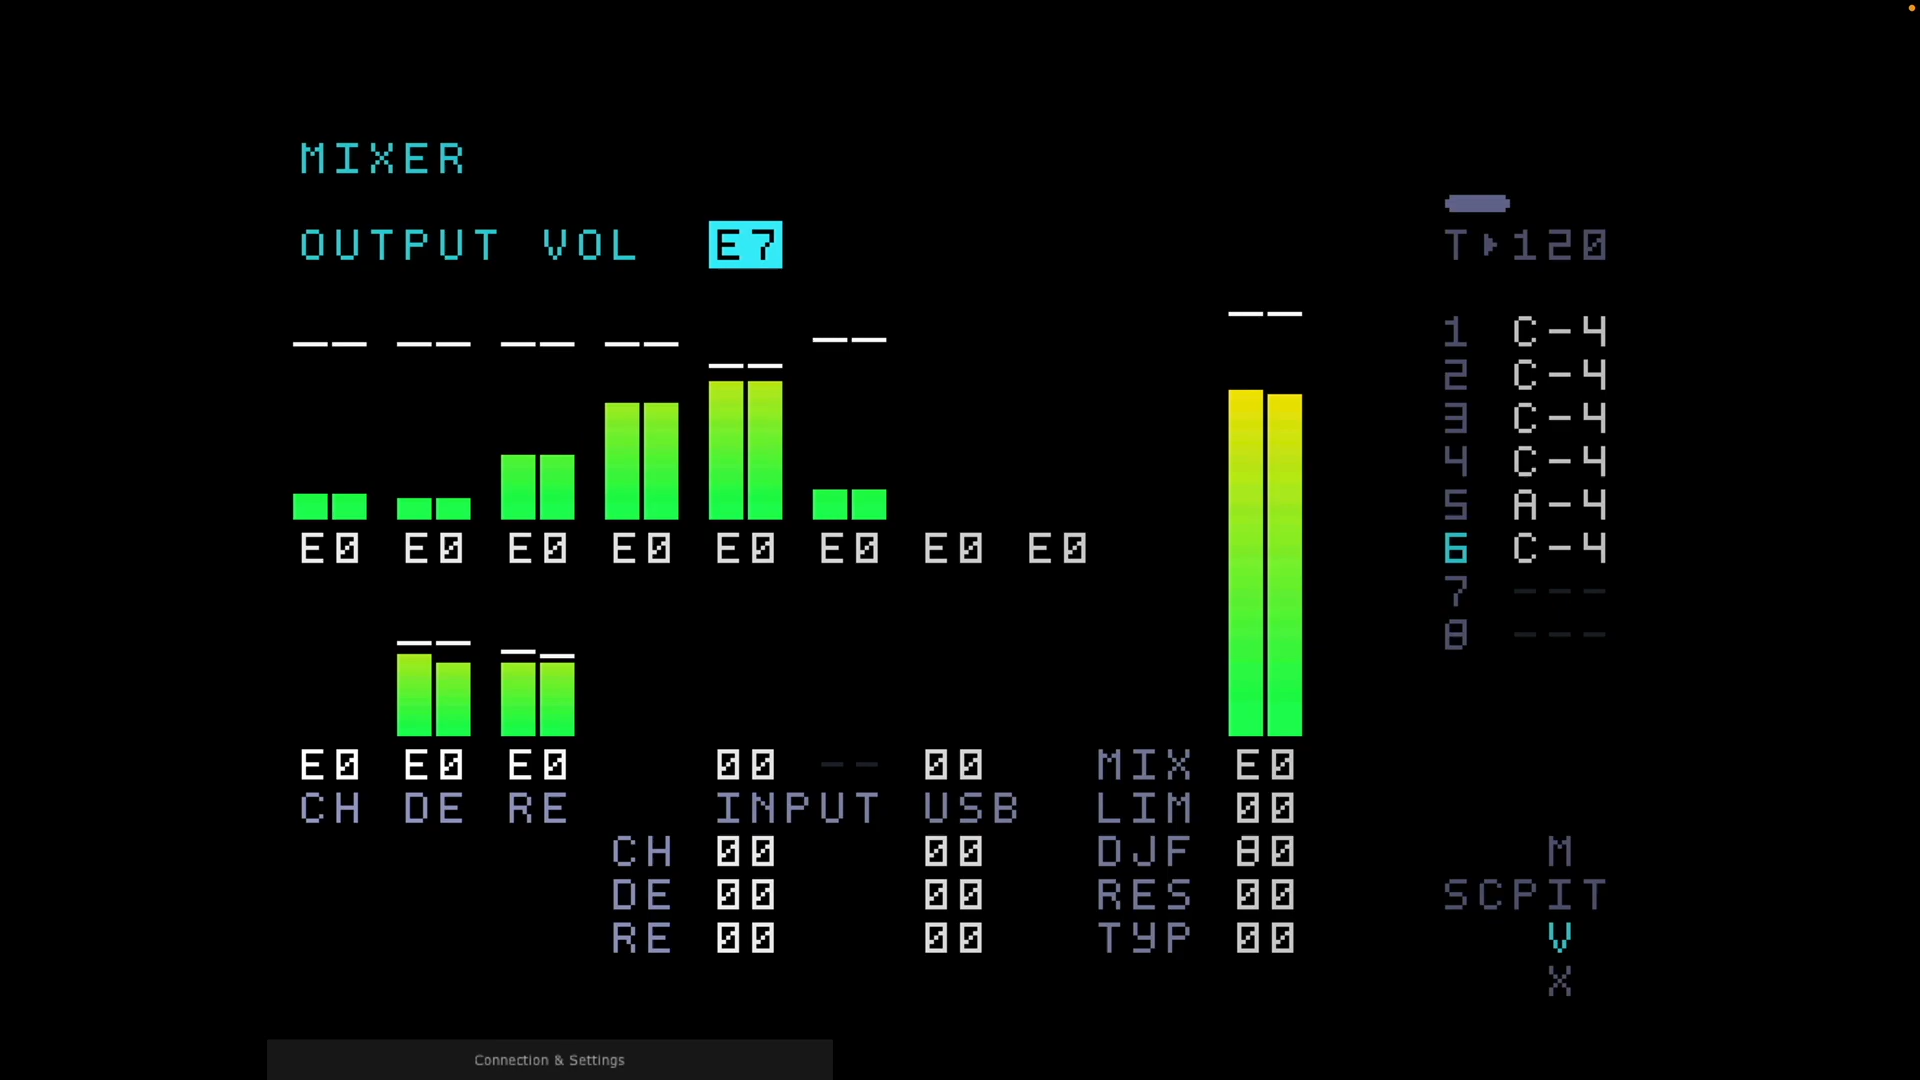 MIXER
OUTPUT VOL E7
T▸120
1 C-4
2 C-4
3 C-4
4 C-4
5 A-4
6 C-4
7 ---
8 ---
E0 E0 E0 E0 E0 E0 E0 E0
E0 E0 E0 00 -- 00 MIX E0
CH DE RE INPUT USB LIM 00
CH 00 00 DJF 80 M
DE 00 00 RES 00 SCPIT
RE 00 00 TYP 00 V
X
Connection & Settings